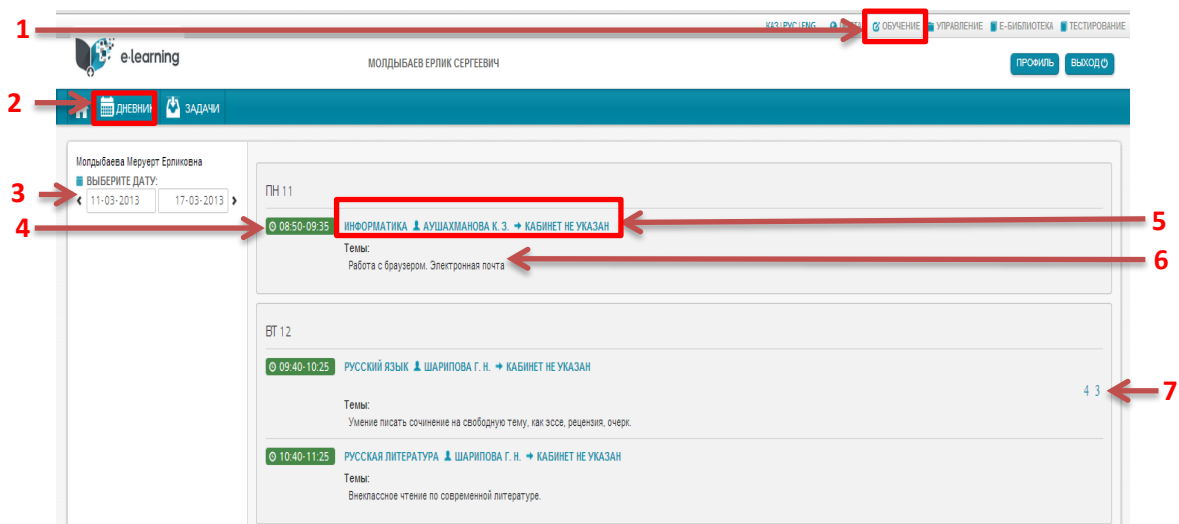 1
ҚАЗ | РУС | ENG ОБУЧЕНИЕ УПРАВЛЕНИЕ Е-БИБЛИОТЕКА ТЕСТИРОВАНИЕ
e-learning
МОЛДЫБАЕВ ЕРЛИК СЕРГЕЕВИЧ
ПРОФИЛЬ ВЫХОД
2
ДНЕВНИК ЗАДАЧИ
Молдыбаева Меруерт Ерликовна
ВЫБЕРИТЕ ДАТУ:
3
11-03-2013 17-03-2013
ПН 11
4
08:50-09:35 ИНФОРМАТИКА АУШАХМАНОВА К. З. КАБИНЕТ НЕ УКАЗАН
5
Темы:
Работа с браузером. Электронная почта
6
ВТ 12
09:40-10:25 РУССКИЙ ЯЗЫК ШАРИПОВА Г. Н. КАБИНЕТ НЕ УКАЗАН
4 3
7
Темы:
Умение писать сочинение на свободную тему, как эссе, рецензия, очерк.
10:40-11:25 РУССКАЯ ЛИТЕРАТУРА ШАРИПОВА Г. Н. КАБИНЕТ НЕ УКАЗАН
Темы:
Внеклассное чтение по современной литературе.